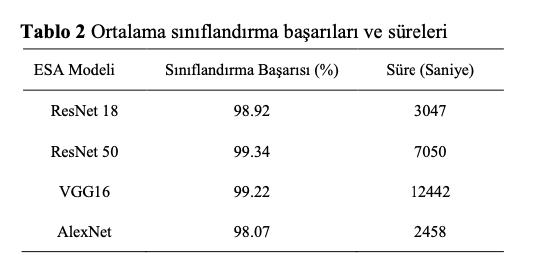 Tablo 2 Ortalama sınıflandırma başarıları ve süreleri
ESA Modeli Sınıflandırma Başarısı (%) Süre (Saniye)
ResNet 18 98.92 3047
ResNet 50 99.34 7050
VGG16 99.22 12442
AlexNet 98.07 2458